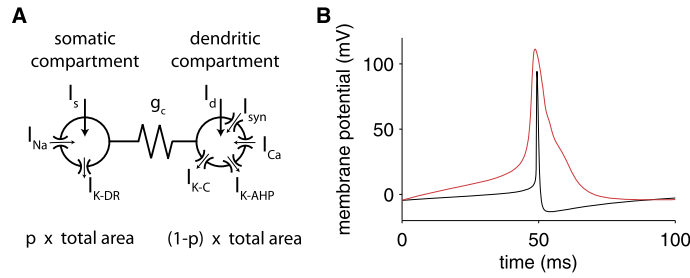 A
somatic compartment
dendritic compartment
I_s
g_c
I_d
I_syn
I_Na
I_Ca
I_K-DR
I_K-C
I_K-AHP
p x total area
(1-p) x total area
B
membrane potential (mV)
100
50
0
0
50
100
time (ms)